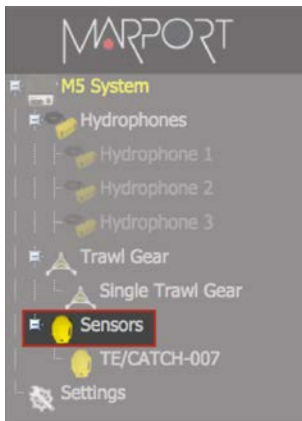 MARPORT
M5 System
Hydrophones
Hydrophone 1
Hydrophone 2
Hydrophone 3
Trawl Gear
Single Trawl Gear
Sensors
TE/CATCH-007
Settings